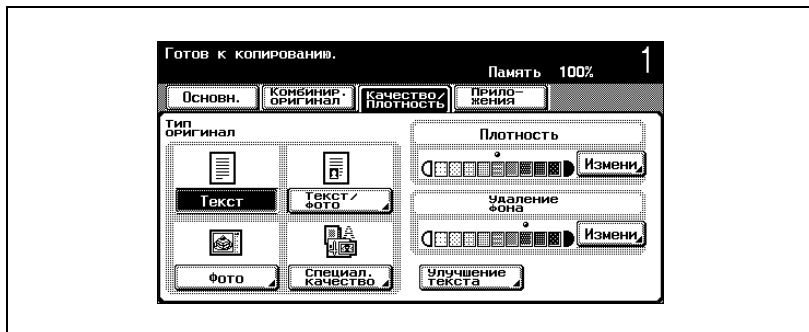 Готов к копированию.
Память 100% 1
Основн.
Комбинир.
оригинал
Качество/
Плотность
Прило-
жения
Тип
оригинал
Текст
Текст/
Фото
Фото
Специал.
качество
Плотность
Измени
Удаление
Фона
Измени
Улучшение
текста